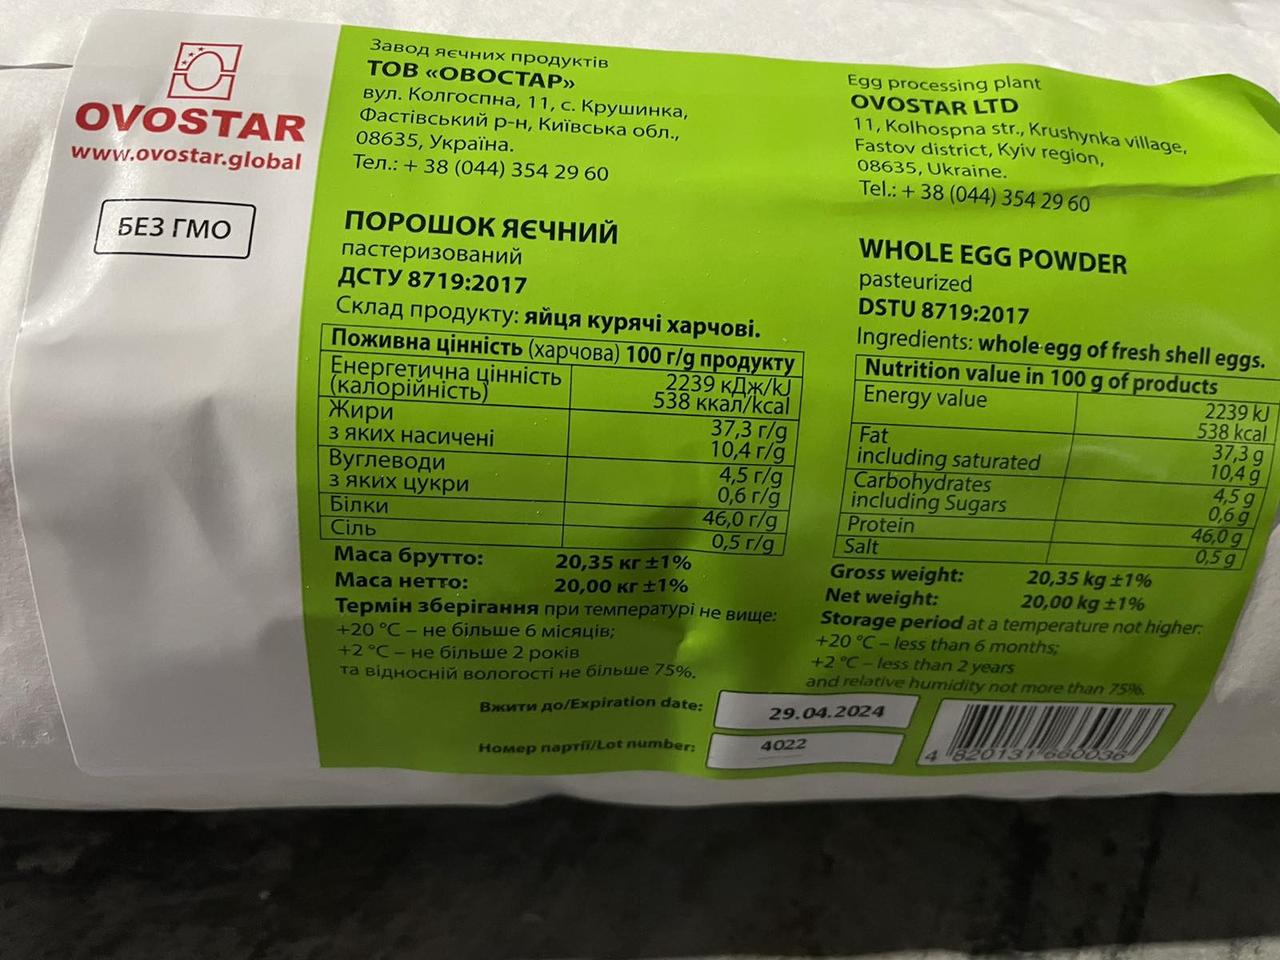 OVOSTAR
www.ovostar.global
БЕЗ ГМО
Завод яєчних продуктів
ТОВ «ОВОСТАР»
вул. Колгоспна, 11, с. Крушинка,
Фастівський р-н, Київська обл.,
08635, Україна.
Тел.: + 38 (044) 354 29 60
ПОРОШОК ЯЄЧНИЙ
пастеризований
ДСТУ 8719:2017
Склад продукту: яйця курячі харчові.
Поживна цінність (харчова) 100 г/g продукту
Енергетична цінність 2239 кДж/kJ
(калорійність) 538 ккал/kcal
Жири 37,3 г/g
з яких насичені 10,4 г/g
Вуглеводи 4,5 г/g
з яких цукри 0,6 г/g
Білки 46,0 г/g
Сіль 0,5 г/g
Маса брутто: 20,35 кг ±1%
Маса нетто: 20,00 кг ±1%
Термін зберігання при температурі не вище:
+20 °C – не більше 6 місяців;
+2 °C – не більше 2 років
та відносній вологості не більше 75%.
Egg processing plant
OVOSTAR LTD
11, Kolhospna str., Krushynka village,
Fastov district, Kyiv region,
08635, Ukraine.
Tel.: + 38 (044) 354 29 60
WHOLE EGG POWDER
pasteurized
DSTU 8719:2017
Ingredients: whole egg of fresh shell eggs.
Nutrition value in 100 g of products
Energy value 2239 kJ
538 kcal
Fat 37,3 g
including saturated 10,4 g
Carbohydrates 4,5 g
including Sugars 0,6 g
Protein 46,0 g
Salt 0,5 g
Gross weight: 20,35 kg ±1%
Net weight: 20,00 kg ±1%
Storage period at a temperature not higher:
+20 °C – less than 6 months;
+2 °C – less than 2 years
and relative humidity not more than 75%.
Вжити до/Expiration date: 29.04.2024
Номер партії/Lot number: 4022
4 820131 660036